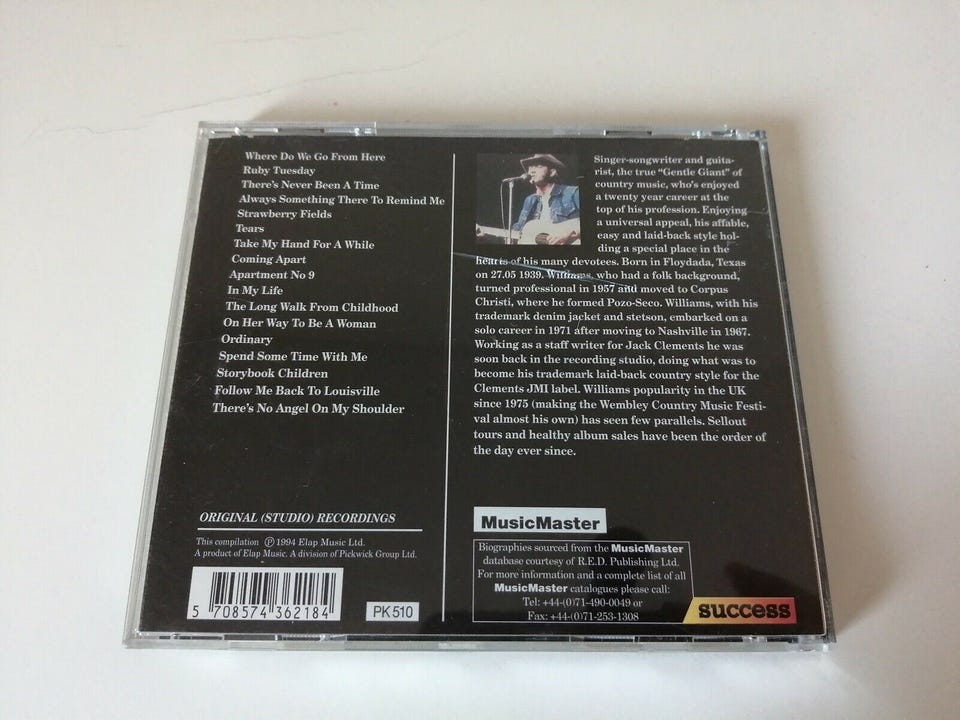 Where Do We Go From Here
Ruby Tuesday
There's Never Been A Time
Always Something There To Remind Me
Strawberry Fields
Tears
Take My Hand For A While
Coming Apart
Apartment No 9
In My Life
The Long Walk From Childhood
On Her Way To Be A Woman
Ordinary
Spend Some Time With Me
Storybook Children
Follow Me Back To Louisville
There's No Angel On My Shoulder
ORIGINAL (STUDIO) RECORDINGS
This compilation Ⓟ 1994 Elap Music Ltd.
A product of Elap Music. A division of Pickwick Group Ltd.
5 708574 362184
PK 510
Singer-songwriter and guita-
rist, the true "Gentle Giant" of
country music, who's enjoyed
a twenty year career at the
top of his profession. Enjoying
a universal appeal, his affable,
easy and laid-back style hol-
ding a special place in the
hearts of his many devotees. Born in Floydada, Texas
on 27.05 1939. Williams, who had a folk background,
turned professional in 1957 and moved to Corpus
Christi, where he formed Pozo-Seco. Williams, with his
trademark denim jacket and stetson, embarked on a
solo career in 1971 after moving to Nashville in 1967.
Working as a staff writer for Jack Clements he was
soon back in the recording studio, doing what was to
become his trademark laid-back country style for the
Clements JMI label. Williams popularity in the UK
since 1975 (making the Wembley Country Music Festi-
val almost his own) has seen few parallels. Sellout
tours and healthy album sales have been the order of
the day ever since.
MusicMaster
Biographies sourced from the MusicMaster
database courtesy of R.E.D. Publishing Ltd.
For more information and a complete list of all
MusicMaster catalogues please call:
Tel: +44-(0)71-490-0049 or
Fax: +44-(0)71-253-1308
success